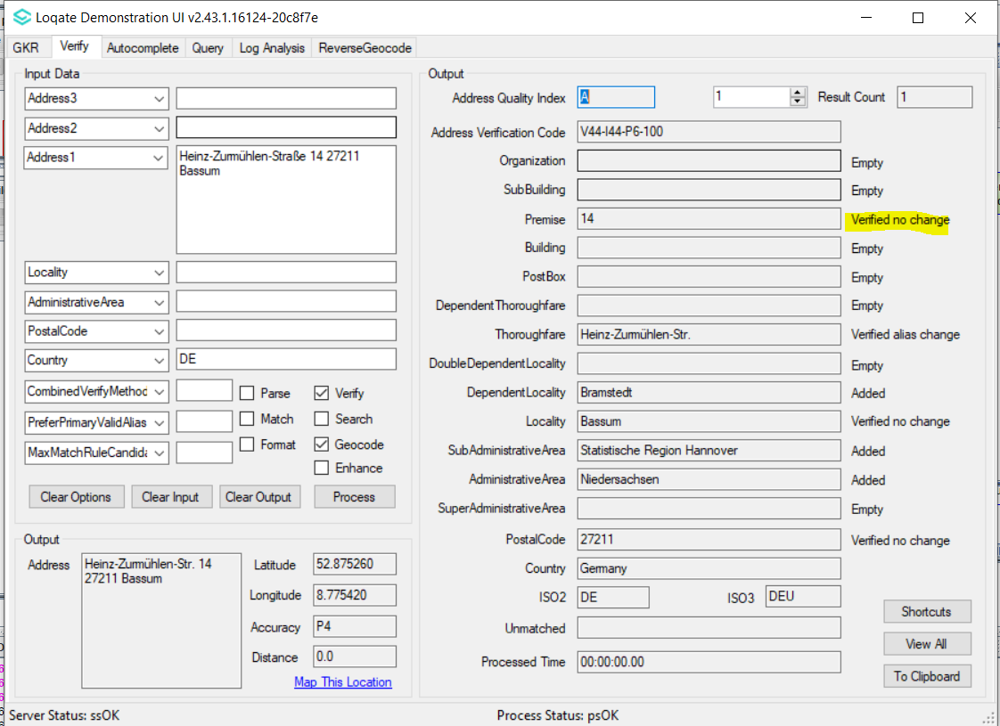 Loqate Demonstration UI v2.43.1.16124-20c8f7e
GKR Verify Autocomplete Query Log Analysis ReverseGeocode
Input Data
Address3
Address2
Address1 Heinz-Zurmühlen-Straße 14 27211
Bassum
Locality
AdministrativeArea
PostalCode
Country DE
CombinedVerifyMethod Parse Verify
PreferPrimaryValidAlias Match Search
MaxMatchRuleCandida Format Geocode
Enhance
Clear Options Clear Input Clear Output Process
Output
Address Heinz-Zurmühlen-Str. 14
27211 Bassum
Latitude 52.875260
Longitude 8.775420
Accuracy P4
Distance 0.0
Map This Location
Output
Address Quality Index A 1 Result Count 1
Address Verification Code V44-I44-P6-100
Organization Empty
SubBuilding Empty
Premise 14 Verified no change
Building Empty
PostBox Empty
DependentThoroughfare Empty
Thoroughfare Heinz-Zurmühlen-Str. Verified alias change
DoubleDependentLocality Empty
DependentLocality Bramstedt Added
Locality Bassum Verified no change
SubAdministrativeArea Statistische Region Hannover Added
AdministrativeArea Niedersachsen Added
SuperAdministrativeArea Empty
PostalCode 27211 Verified no change
Country Germany
ISO2 DE ISO3 DEU
Unmatched
Processed Time 00:00:00.00
Shortcuts
View All
To Clipboard
Server Status: ssOK Process Status: psOK